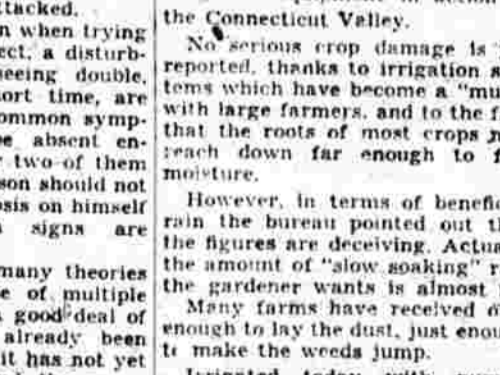 ttacked.
n when trying
ect, a disturb-
seeing double,
ort time, are
ommon symp-
be absent en-
two of them
son should not
osis on himself
signs are
many theories
e of multiple
good deal of
already been
it has not yet
the Connecticut Valley.
No serious crop damage is
reported, thanks to irrigation s
tems which have become a "mu
with large farmers, and to the f
that the roots of most crops
reach down far enough to f
moisture.
However, in terms of benefic
rain the bureau pointed out t
the figures are deceiving. Actua
the amount of "slow soaking" r
the gardener wants is almost
Many farms have received o
enough to lay the dust, just enou
to make the weeds jump.